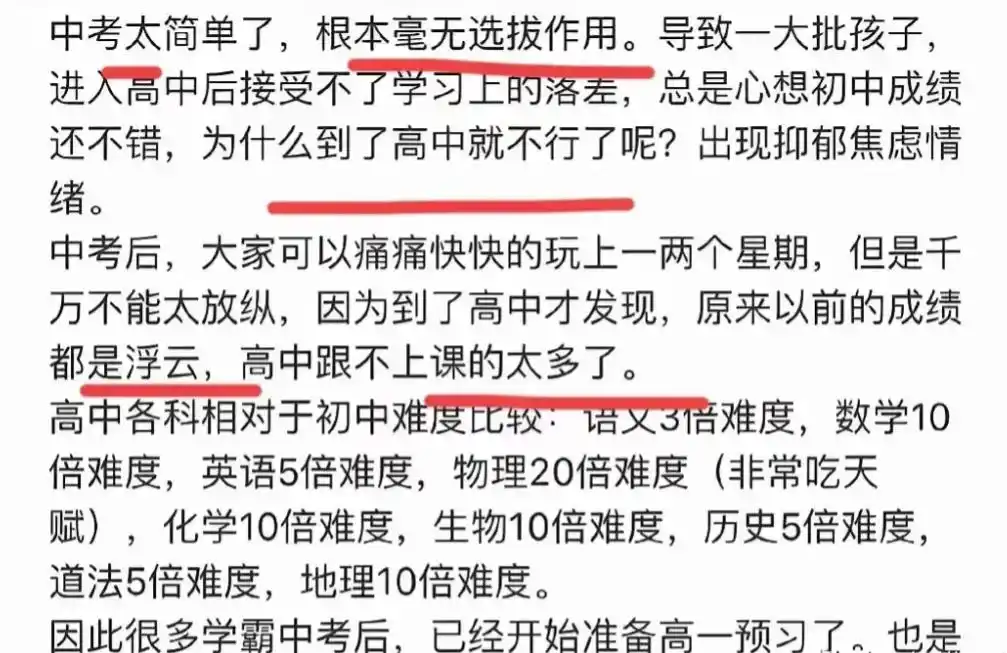 中考太简单了，根本毫无选拔作用。导致一大批孩子，
进入高中后接受不了学习上的落差，总是心想初中成绩
还不错，为什么到了高中就不行了呢？出现抑郁焦虑情
绪。
中考后，大家可以痛痛快快的玩上一两个星期，但是千
万不能太放纵，因为到了高中才发现，原来以前的成绩
都是浮云，高中跟不上课的太多了。
高中各科相对于初中难度比较：语文3倍难度，数学10
倍难度，英语5倍难度，物理20倍难度（非常吃天
赋），化学10倍难度，生物10倍难度，历史5倍难度，
道法5倍难度，地理10倍难度。
因此很多学霸中考后，已经开始准备高一预习了。也是